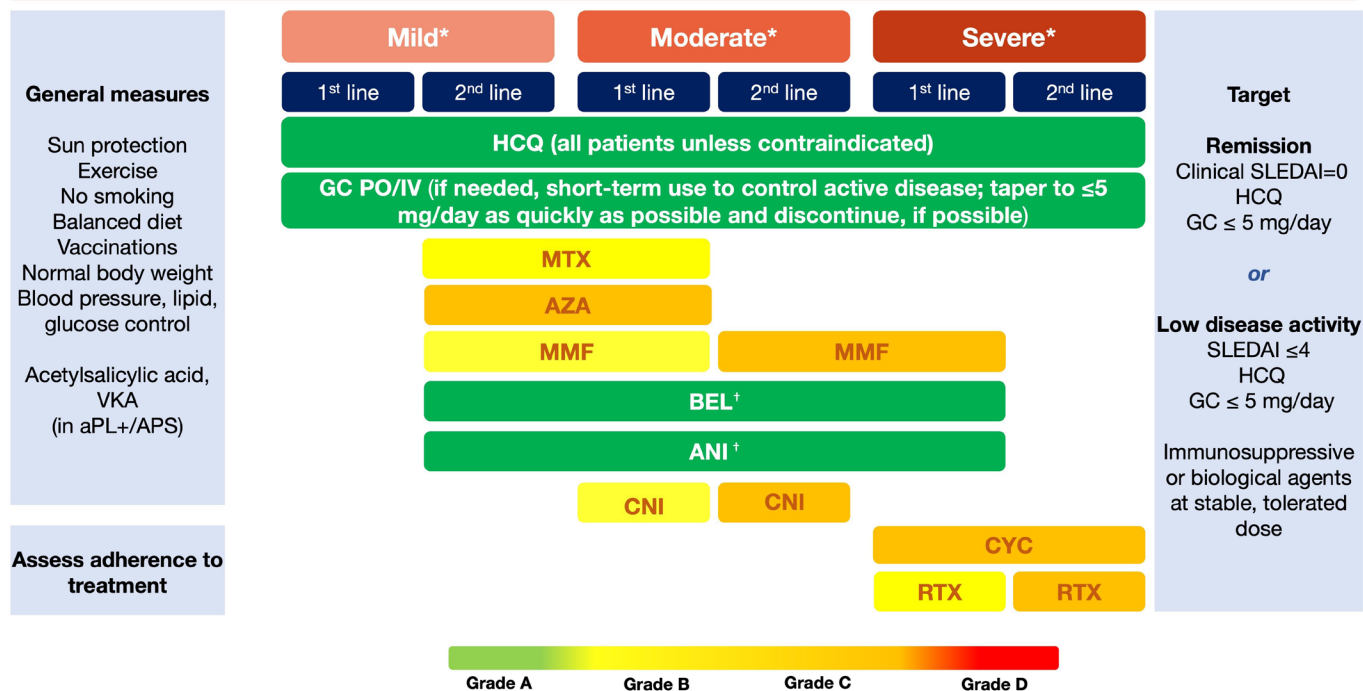 General measures
Sun protection
Exercise
No smoking
Balanced diet
Vaccinations
Normal body weight
Blood pressure, lipid,
glucose control
Acetylsalicylic acid,
VKA
(in aPL+/APS)
Assess adherence to
treatment
Mild*
Moderate*
Severe*
1st line
2nd line
1st line
2nd line
1st line
2nd line
HCQ (all patients unless contraindicated)
GC PO/IV (if needed, short-term use to control active disease; taper to ≤5
mg/day as quickly as possible and discontinue, if possible)
MTX
AZA
MMF
MMF
BEL†
ANI †
CNI
CNI
CYC
RTX
RTX
Target
Remission
Clinical SLEDAI=0
HCQ
GC ≤ 5 mg/day
or
Low disease activity
SLEDAI ≤4
HCQ
GC ≤ 5 mg/day
Immunosuppressive
or biological agents
at stable, tolerated
dose
Grade A
Grade B
Grade C
Grade D